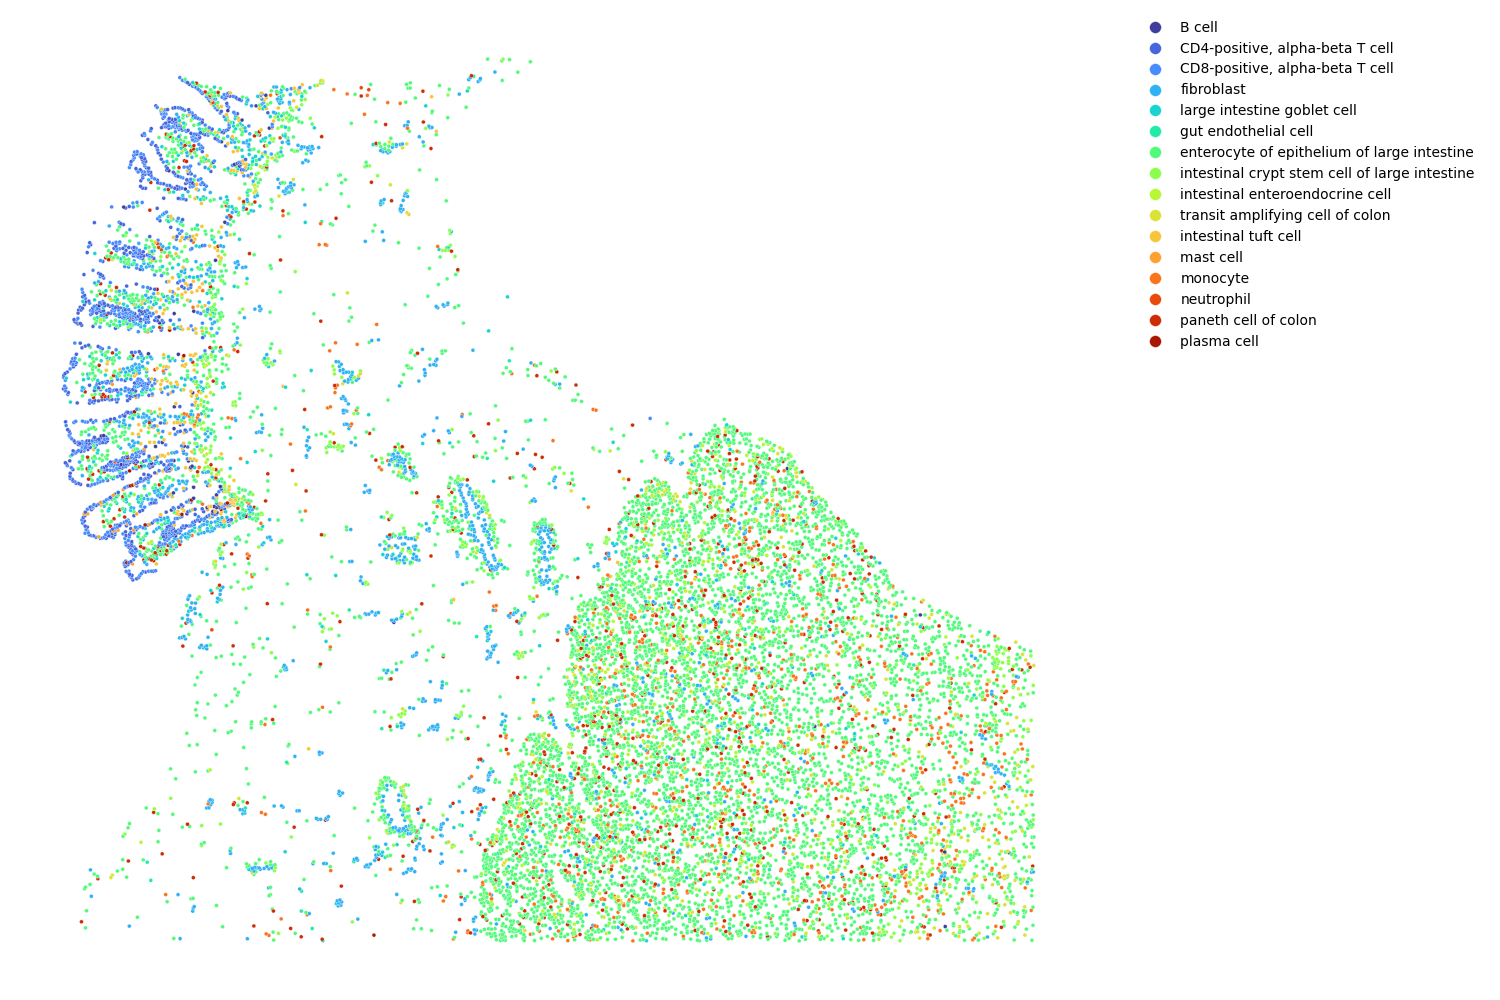 B cell
CD4-positive, alpha-beta T cell
CD8-positive, alpha-beta T cell
fibroblast
large intestine goblet cell
gut endothelial cell
enterocyte of epithelium of large intestine
intestinal crypt stem cell of large intestine
intestinal enteroendocrine cell
transit amplifying cell of colon
intestinal tuft cell
mast cell
monocyte
neutrophil
paneth cell of colon
plasma cell